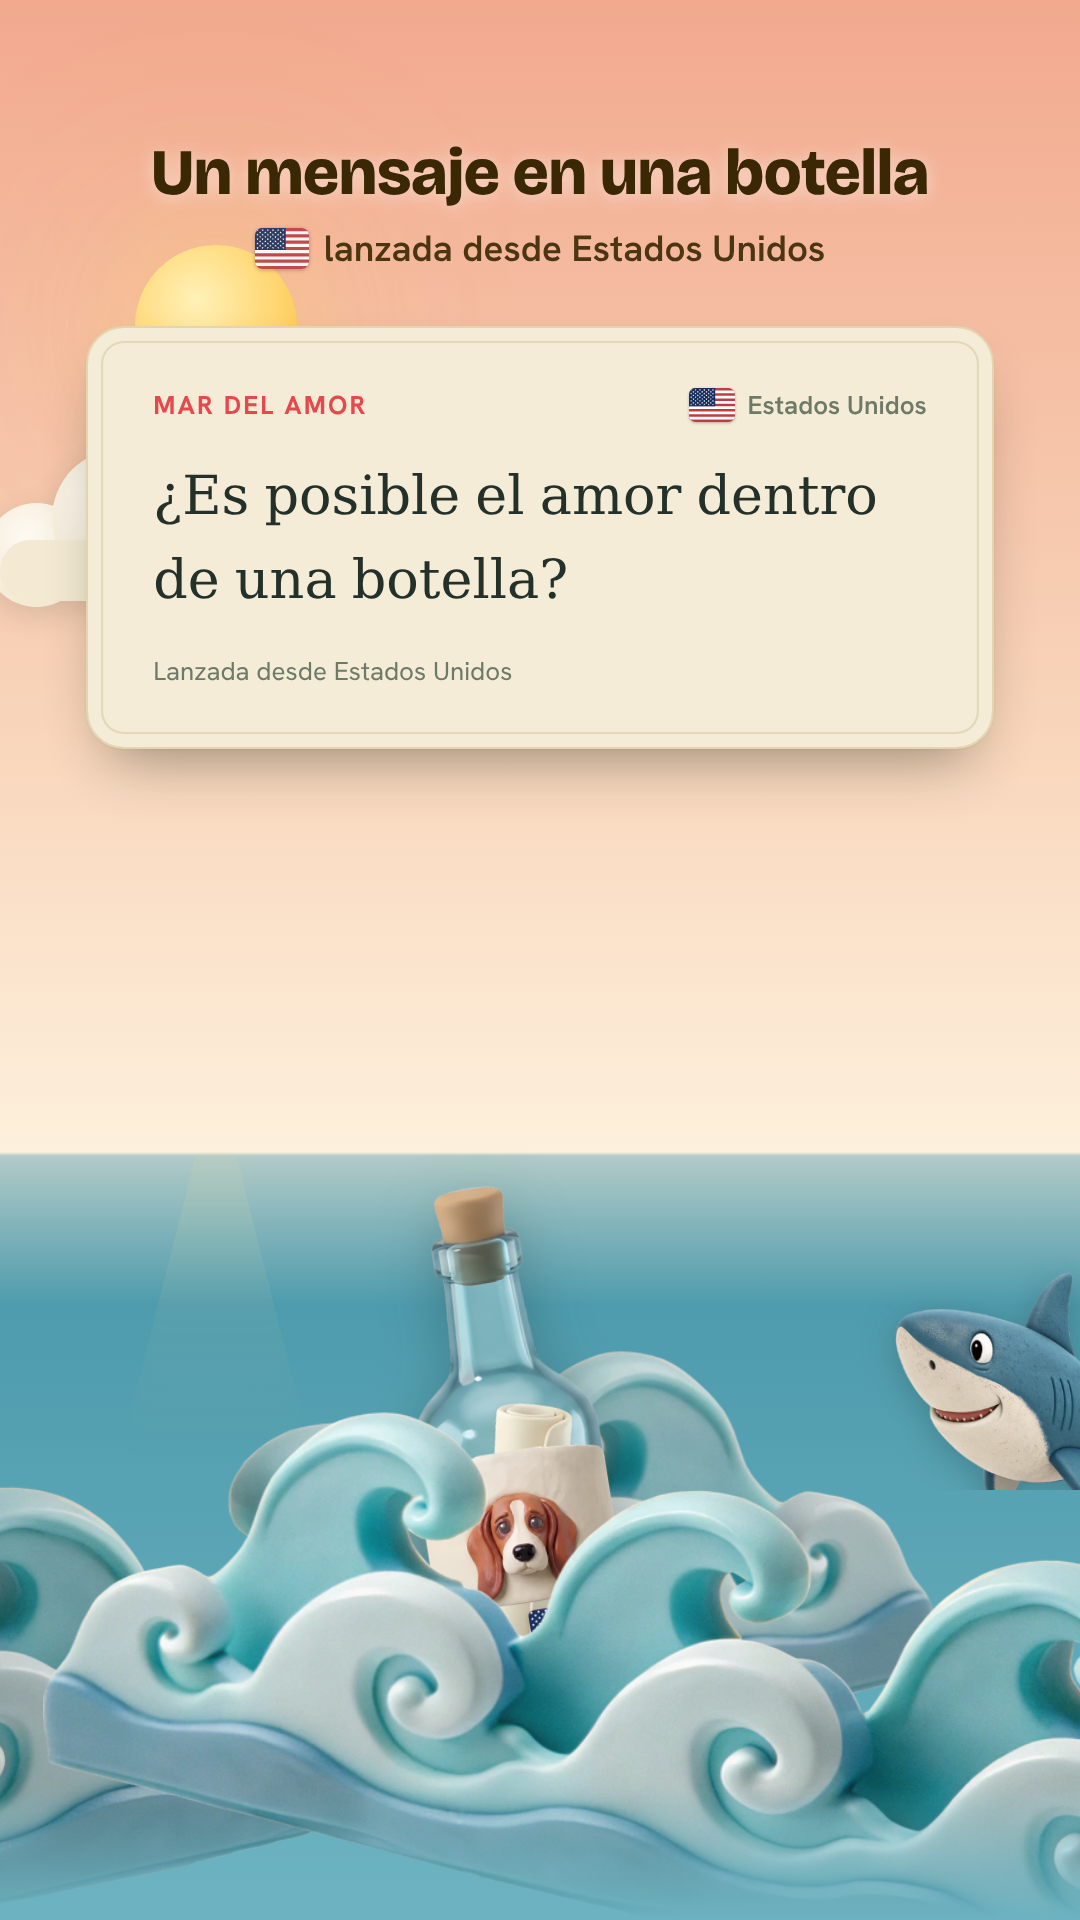 Un mensaje en una botella
lanzada desde Estados Unidos
MAR DEL AMOR
Estados Unidos
¿Es posible el amor dentro
de una botella?
Lanzada desde Estados Unidos